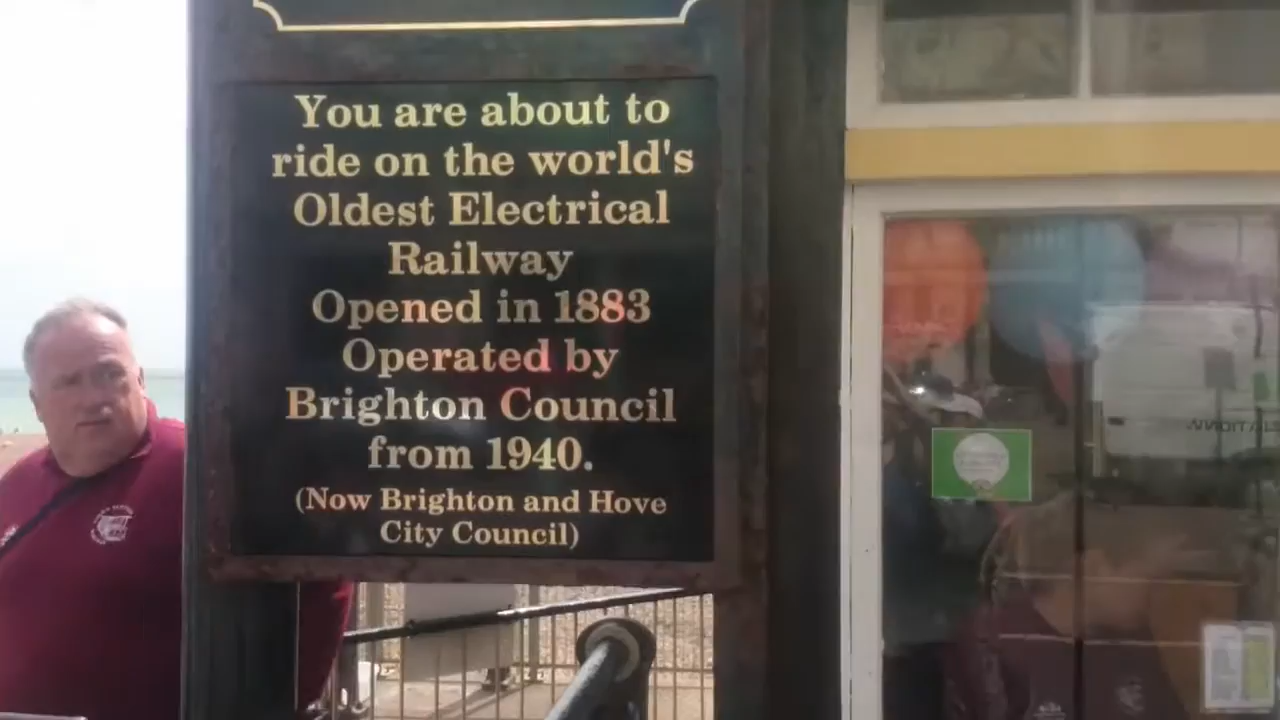 You are about to
ride on the world's
Oldest Electrical
Railway
Opened in 1883
Operated by
Brighton Council
from 1940.
(Now Brighton and Hove
City Council)